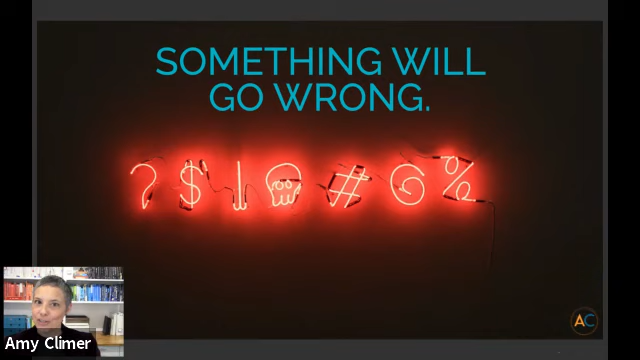 SOMETHING WILL
GO WRONG.
?$!#@%
AC
Amy Climer